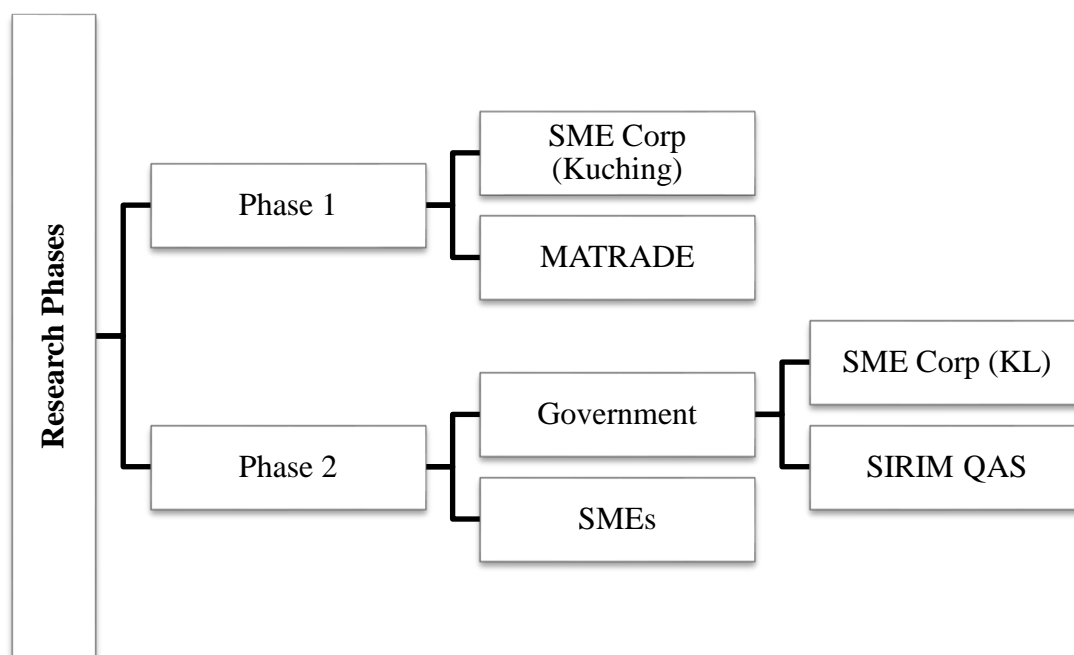 Research Phases
Phase 1
SME Corp
(Kuching)
MATRADE
Phase 2
Government
SME Corp (KL)
SIRIM QAS
SMEs